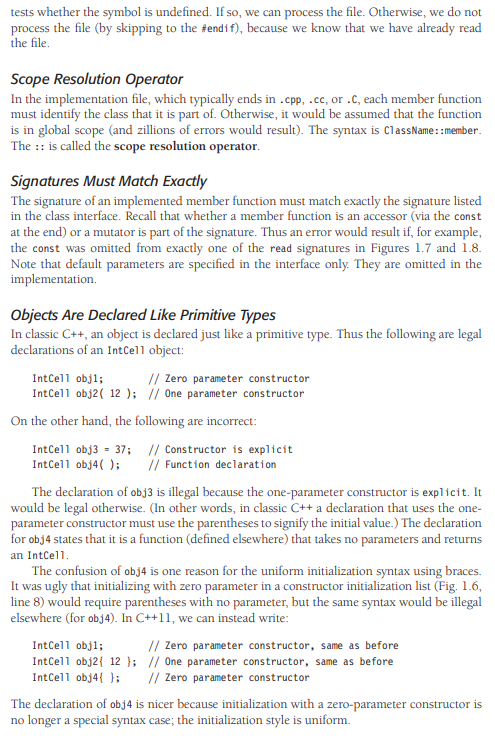 tests whether the symbol is undefined. If so, we can process the file. Otherwise, we do not
process the file (by skipping to the #endif), because we know that we have already read
the file.
Scope Resolution Operator
In the implementation file, which typically ends in .cpp, .cc, or .C, each member function
must identify the class that it is part of. Otherwise, it would be assumed that the function
is in global scope (and zillions of errors would result). The syntax is ClassName::member.
The :: is called the scope resolution operator.
Signatures Must Match Exactly
The signature of an implemented member function must match exactly the signature listed
in the class interface. Recall that whether a member function is an accessor (via the const
at the end) or a mutator is part of the signature. Thus an error would result if, for example,
the const was omitted from exactly one of the read signatures in Figures 1.7 and 1.8.
Note that default parameters are specified in the interface only. They are omitted in the
implementation.
Objects Are Declared Like Primitive Types
In classic C++, an object is declared just like a primitive type. Thus the following are legal
declarations of an IntCell object:
IntCell obj1; // Zero parameter constructor
IntCell obj2( 12 ); // One parameter constructor
On the other hand, the following are incorrect:
IntCell obj3 = 37; // Constructor is explicit
IntCell obj4( ); // Function declaration
The declaration of obj3 is illegal because the one-parameter constructor is explicit. It
would be legal otherwise. (In other words, in classic C++ a declaration that uses the one-
parameter constructor must use the parentheses to signify the initial value.) The declaration
for obj4 states that it is a function (defined elsewhere) that takes no parameters and returns
an IntCell.
The confusion of obj4 is one reason for the uniform initialization syntax using braces.
It was ugly that initializing with zero parameter in a constructor initialization list (Fig. 1.6,
line 8) would require parentheses with no parameter, but the same syntax would be illegal
elsewhere (for obj4). In C++11, we can instead write:
IntCell obj1; // Zero parameter constructor, same as before
IntCell obj2{ 12 }; // One parameter constructor, same as before
IntCell obj4{ }; // Zero parameter constructor
The declaration of obj4 is nicer because initialization with a zero-parameter constructor is
no longer a special syntax case; the initialization style is uniform.